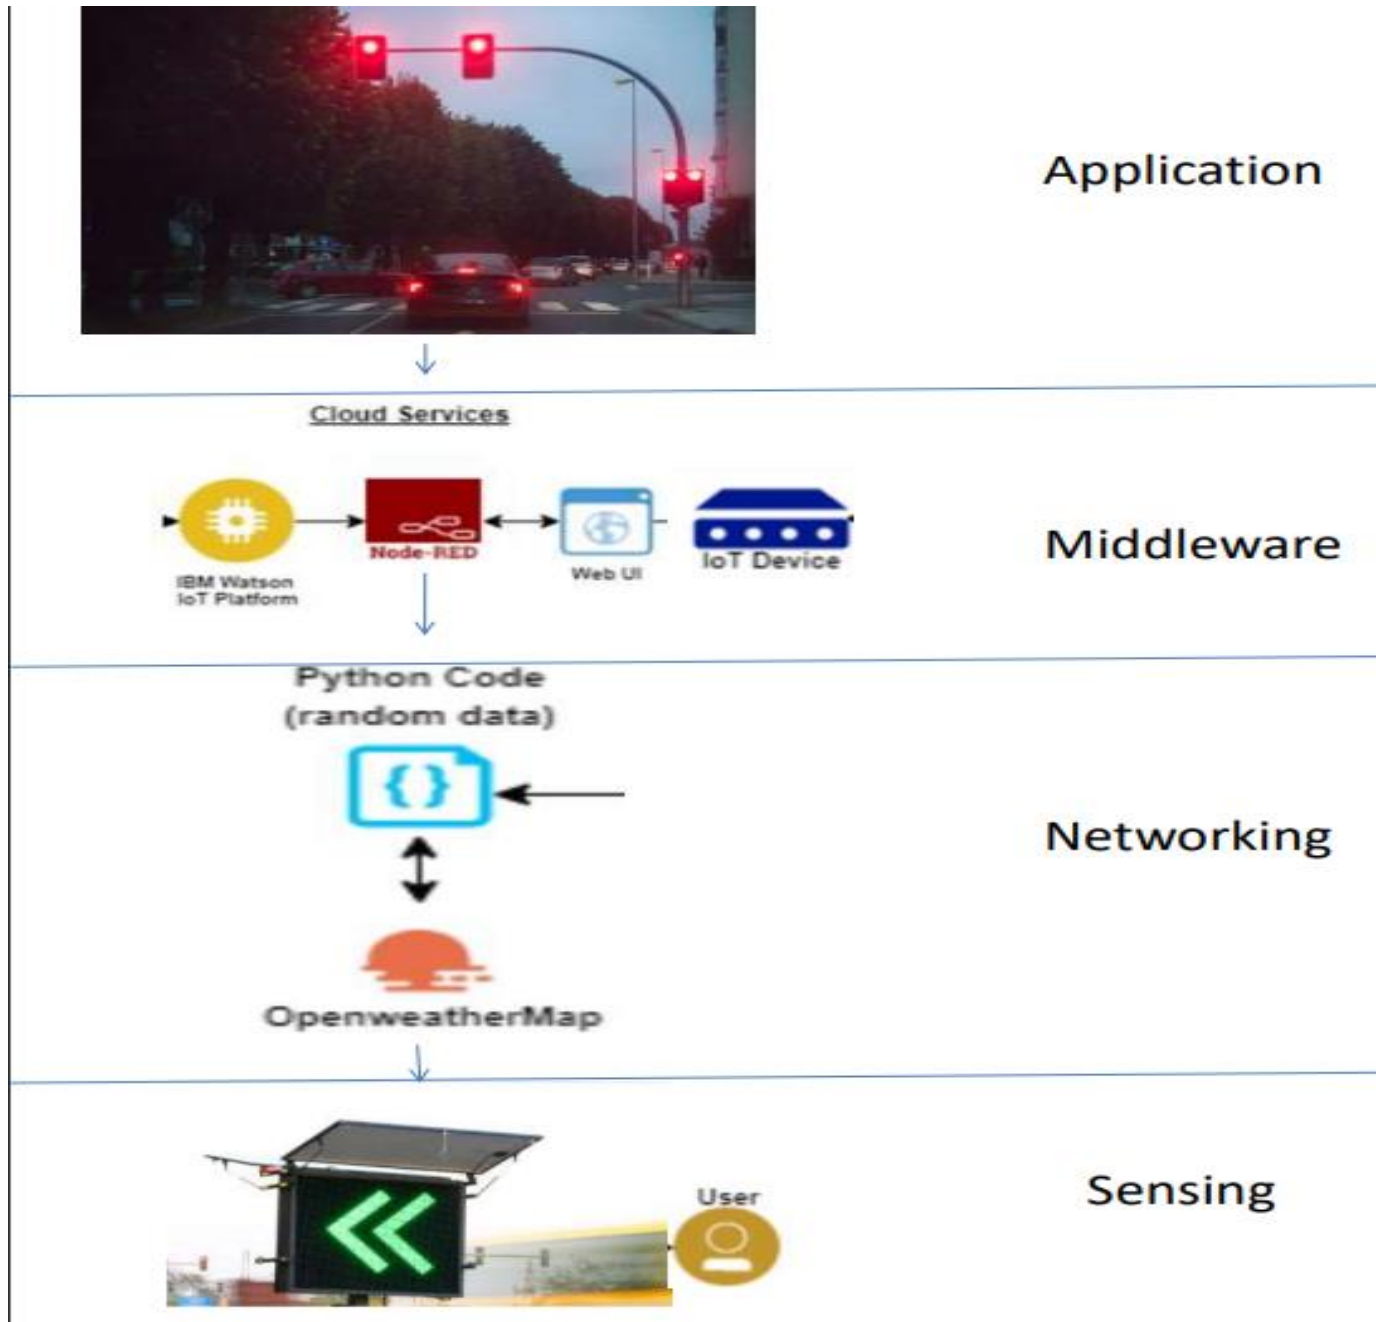 Application
Cloud Services
Node-RED
IBM Watson
IoT Platform
Web UI
IoT Device
Middleware
Python Code
(random data)
{}
Networking
OpenweatherMap
User
Sensing